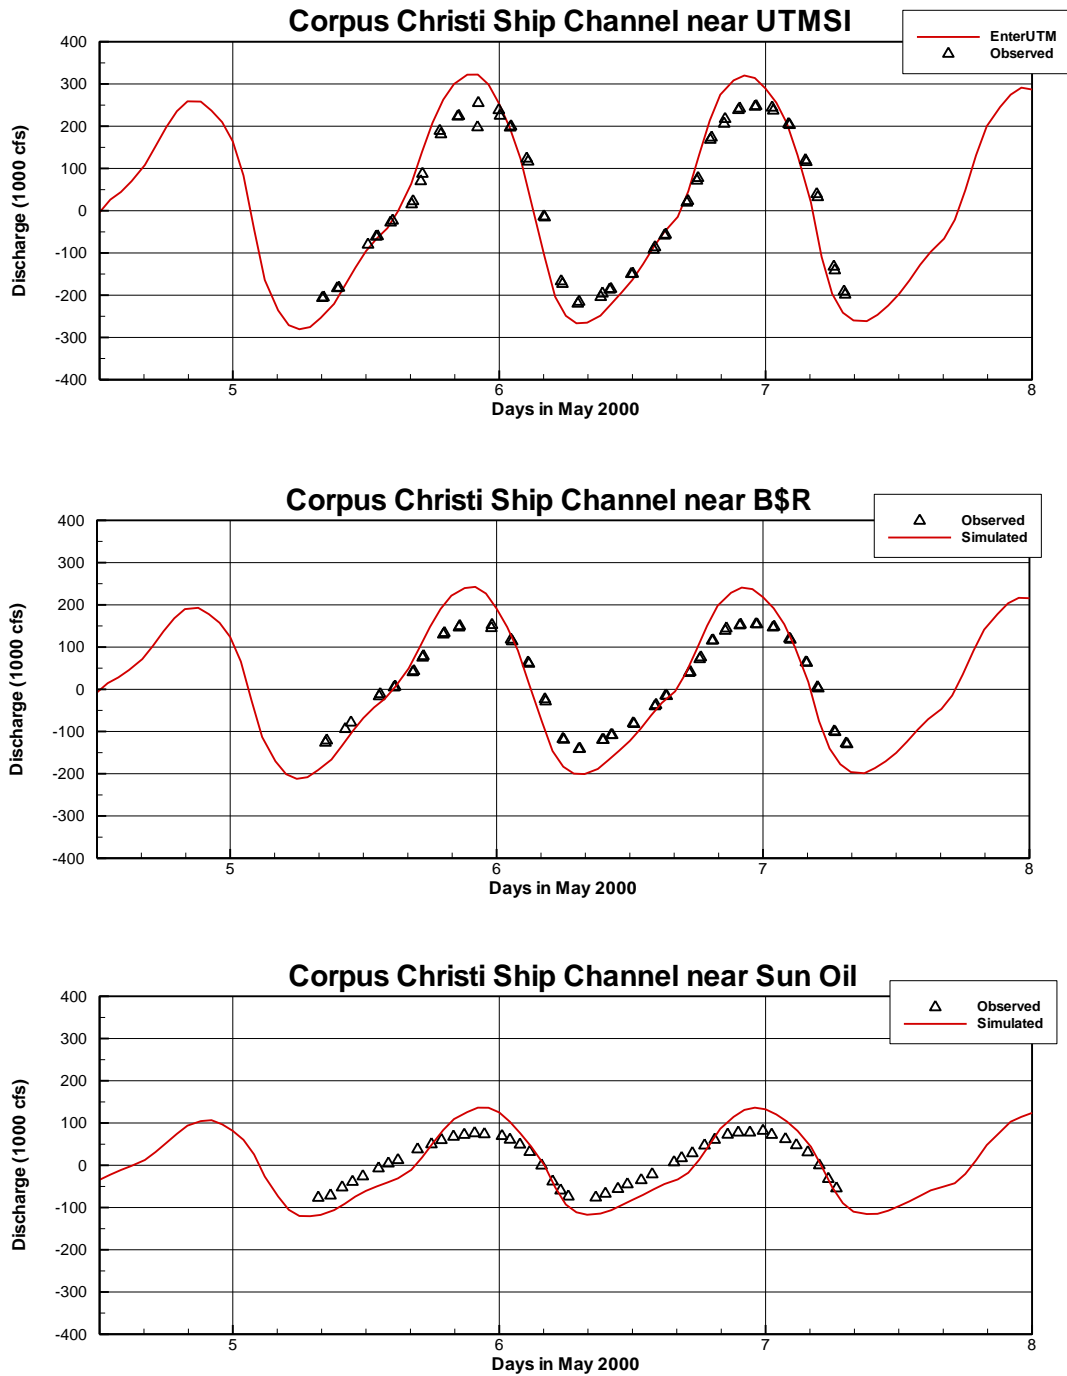 Corpus Christi Ship Channel near UTMSI
EnterUTM
Observed
400
300
200
100
0
-100
-200
-300
-400
Discharge (1000 cfs)
5
6
7
8
Days in May 2000
Corpus Christi Ship Channel near B$R
Observed
Simulated
400
300
200
100
0
-100
-200
-300
-400
Discharge (1000 cfs)
5
6
7
8
Days in May 2000
Corpus Christi Ship Channel near Sun Oil
Observed
Simulated
400
300
200
100
0
-100
-200
-300
-400
Discharge (1000 cfs)
5
6
7
8
Days in May 2000